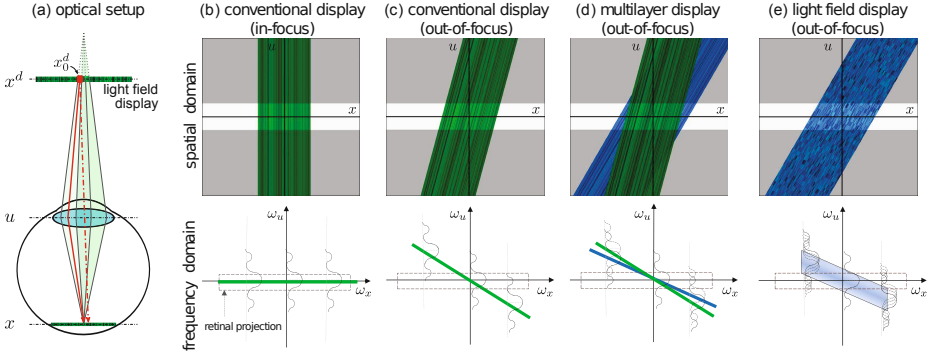 (a) optical setup
x_0^d
x^d
light field
display
u
x
(b) conventional display
(in-focus)
(c) conventional display
(out-of-focus)
(d) multilayer display
(out-of-focus)
(e) light field display
(out-of-focus)
spatial domain
u
x
u
x
u
x
u
x
frequency domain
ω_u
ω_x
retinal projection
ω_u
ω_x
ω_u
ω_x
ω_u
ω_x